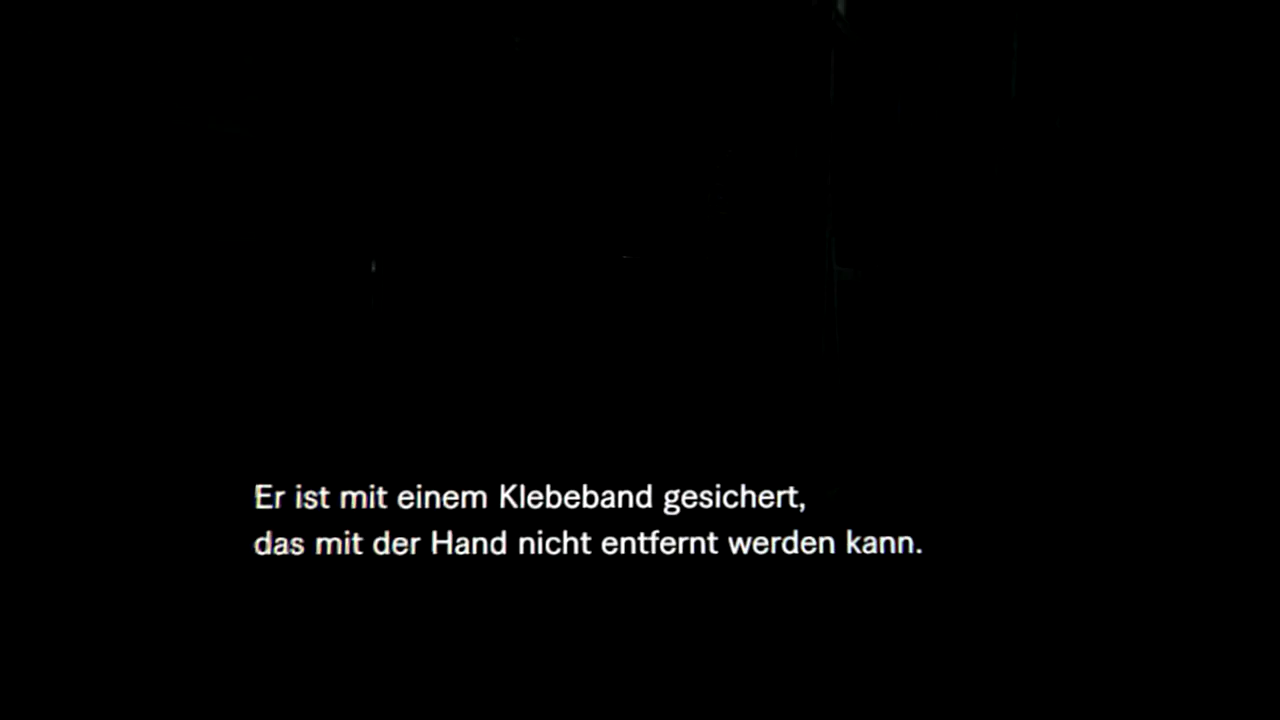 Er ist mit einem Klebeband gesichert,
das mit der Hand nicht entfernt werden kann.